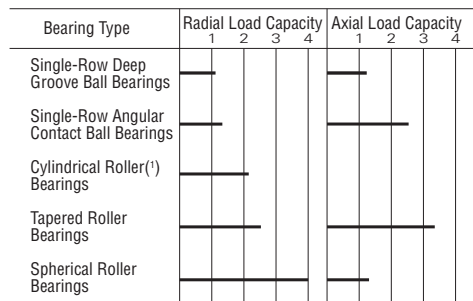 Bearing Type Radial Load Capacity Axial Load Capacity
1 2 3 4 1 2 3 4
Single-Row Deep
Groove Ball Bearings
Single-Row Angular
Contact Ball Bearings
Cylindrical Roller(¹)
Bearings
Tapered Roller
Bearings
Spherical Roller
Bearings